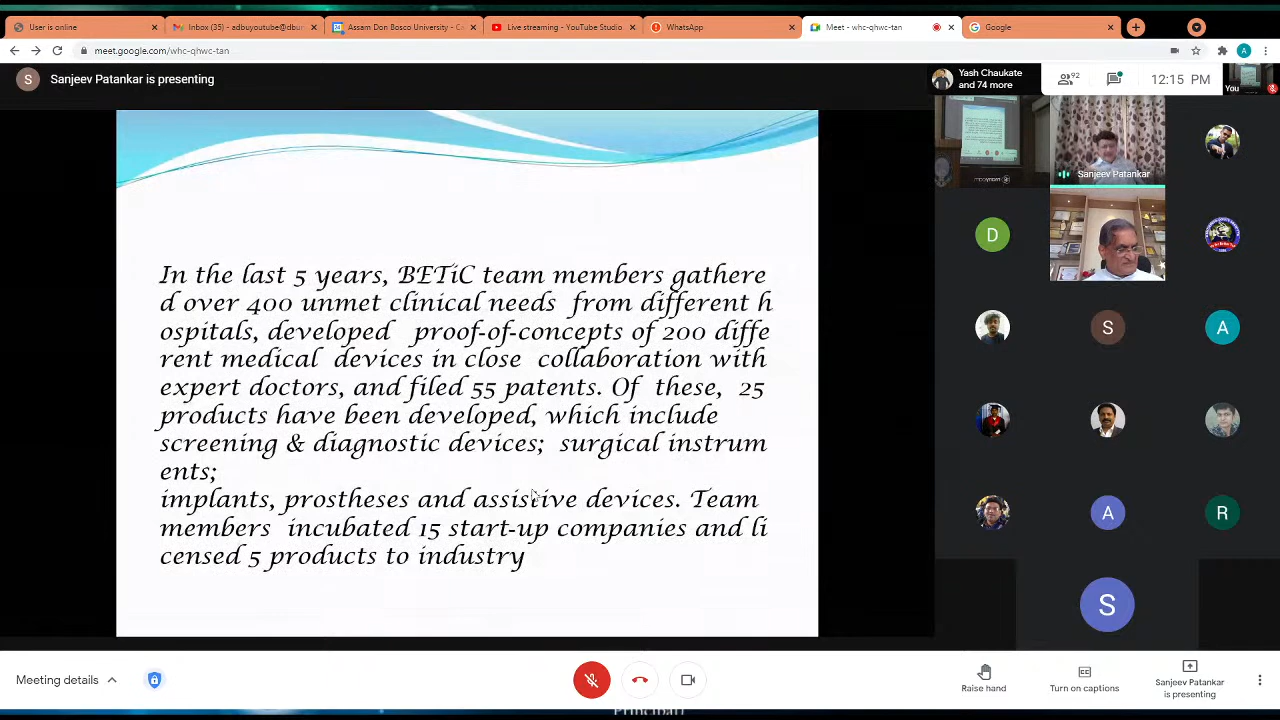 User is online
Inbox (35) - adbuyoutube@dbun
Assam Don Bosco University - Ca
Live streaming - YouTube Studio
WhatsApp
Meet - whc-qhwc-tan
Google
meet.google.com/whc-qhwc-tan
A
S
Sanjeev Patankar is presenting
Yash Chaukate
and 74 more
92
12:15 PM
You
Sanjeev Patankar
In the last 5 years, BETiC team members gathere
d over 400 unmet clinical needs from different h
ospitals, developed proof-of-concepts of 200 diffe
rent medical devices in close collaboration with
expert doctors, and filed 55 patents. Of these, 25
products have been developed, which include
screening & diagnostic devices; surgical instrum
ents;
implants, prostheses and assistive devices. Team
members incubated 15 start-up companies and li
censed 5 products to industry
D
S
A
A
R
S
Meeting details
Raise hand
Turn on captions
Sanjeev Patankar
is presenting